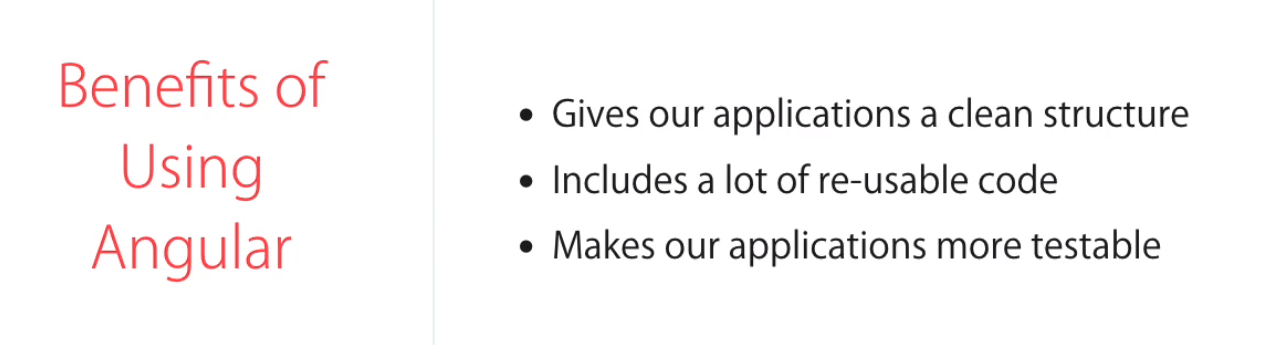 Benefits of
Using
Angular
• Gives our applications a clean structure
• Includes a lot of re-usable code
• Makes our applications more testable